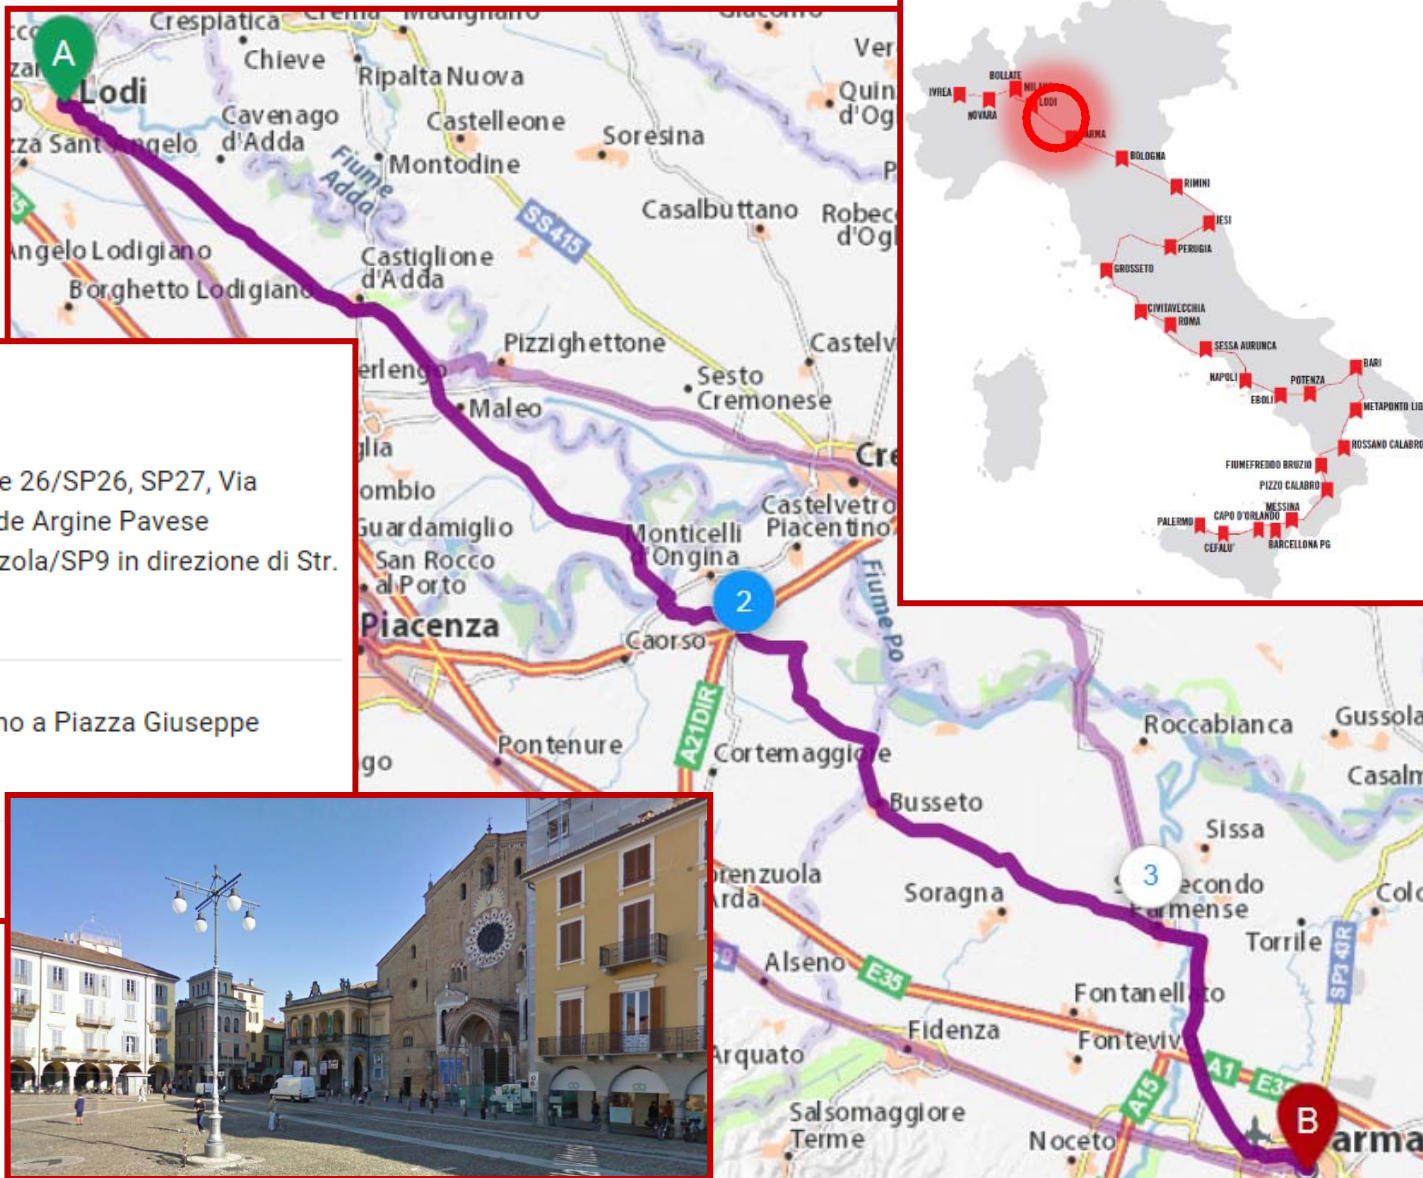 A
Lodi
Crespiatica
Crema
Madignano
Chieve
Ripalta Nuova
Cavenago
d'Adda
Castelleone
Soresina
Montodine
Fiume
Adda
SS415
Casalbuttano
Angelo Lodigiano
Borghetto Lodigiano
Castiglione
d'Adda
Pizzighettone
Sesto
Cremonese
Maleo
Castelvetro
Piacentino
Guardamiglio
San Rocco
al Porto
Monticelli
d'Ongina
2
Piacenza
Caorso
Fiume Po
A21DIR
Pontenure
Cortemaggiore
Roccabianca
Busseto
Sissa
3
Soragna
Torrile
Alseno
E35
Fontanellato
SP343R
Fidenza
A1
A15
Salsomaggiore
Terme
Noceto
B
e 26/SP26, SP27, Via
de Argine Pavese
zola/SP9 in direzione di Str.
no a Piazza Giuseppe
IVREA
NOVARA
BOLLATE
LODI
BOLOGNA
RIMINI
JESI
PERUGIA
GROSSETO
CIVITAVECCHIA
ROMA
SESSA AURUNCA
NAPOLI
EBOLI
POTENZA
BARI
METAPONTO LID
ROSSANO CALABRO
FIUMEFREDDO BRUZIO
PIZZO CALABRO
MESSINA
PALERMO
CAPO D'ORLANDO
CEFALU'
BARCELLONA PG